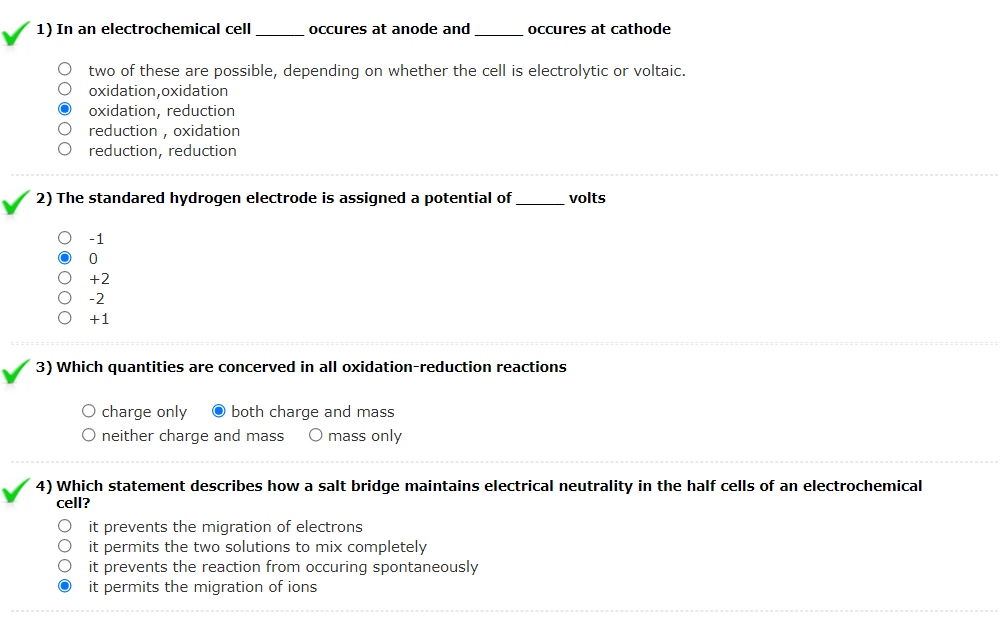 1) In an electrochemical cell ______ occures at anode and ______ occures at cathode
two of these are possible, depending on whether the cell is electrolytic or voltaic.
oxidation,oxidation
oxidation, reduction
reduction , oxidation
reduction, reduction
2) The standared hydrogen electrode is assigned a potential of ______ volts
-1
0
+2
-2
+1
3) Which quantities are concerved in all oxidation-reduction reactions
charge only both charge and mass
neither charge and mass mass only
4) Which statement describes how a salt bridge maintains electrical neutrality in the half cells of an electrochemical
cell?
it prevents the migration of electrons
it permits the two solutions to mix completely
it prevents the reaction from occuring spontaneously
it permits the migration of ions